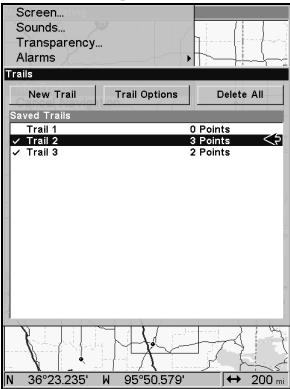 Screen...
Sounds...
Transparency...
Alarms
Trails
New Trail Trail Options Delete All
Saved Trails
Trail 1 0 Points
✓ Trail 2 3 Points
✓ Trail 3 2 Points
N 36°23.235' W 95°50.579' ↔ 200 mi